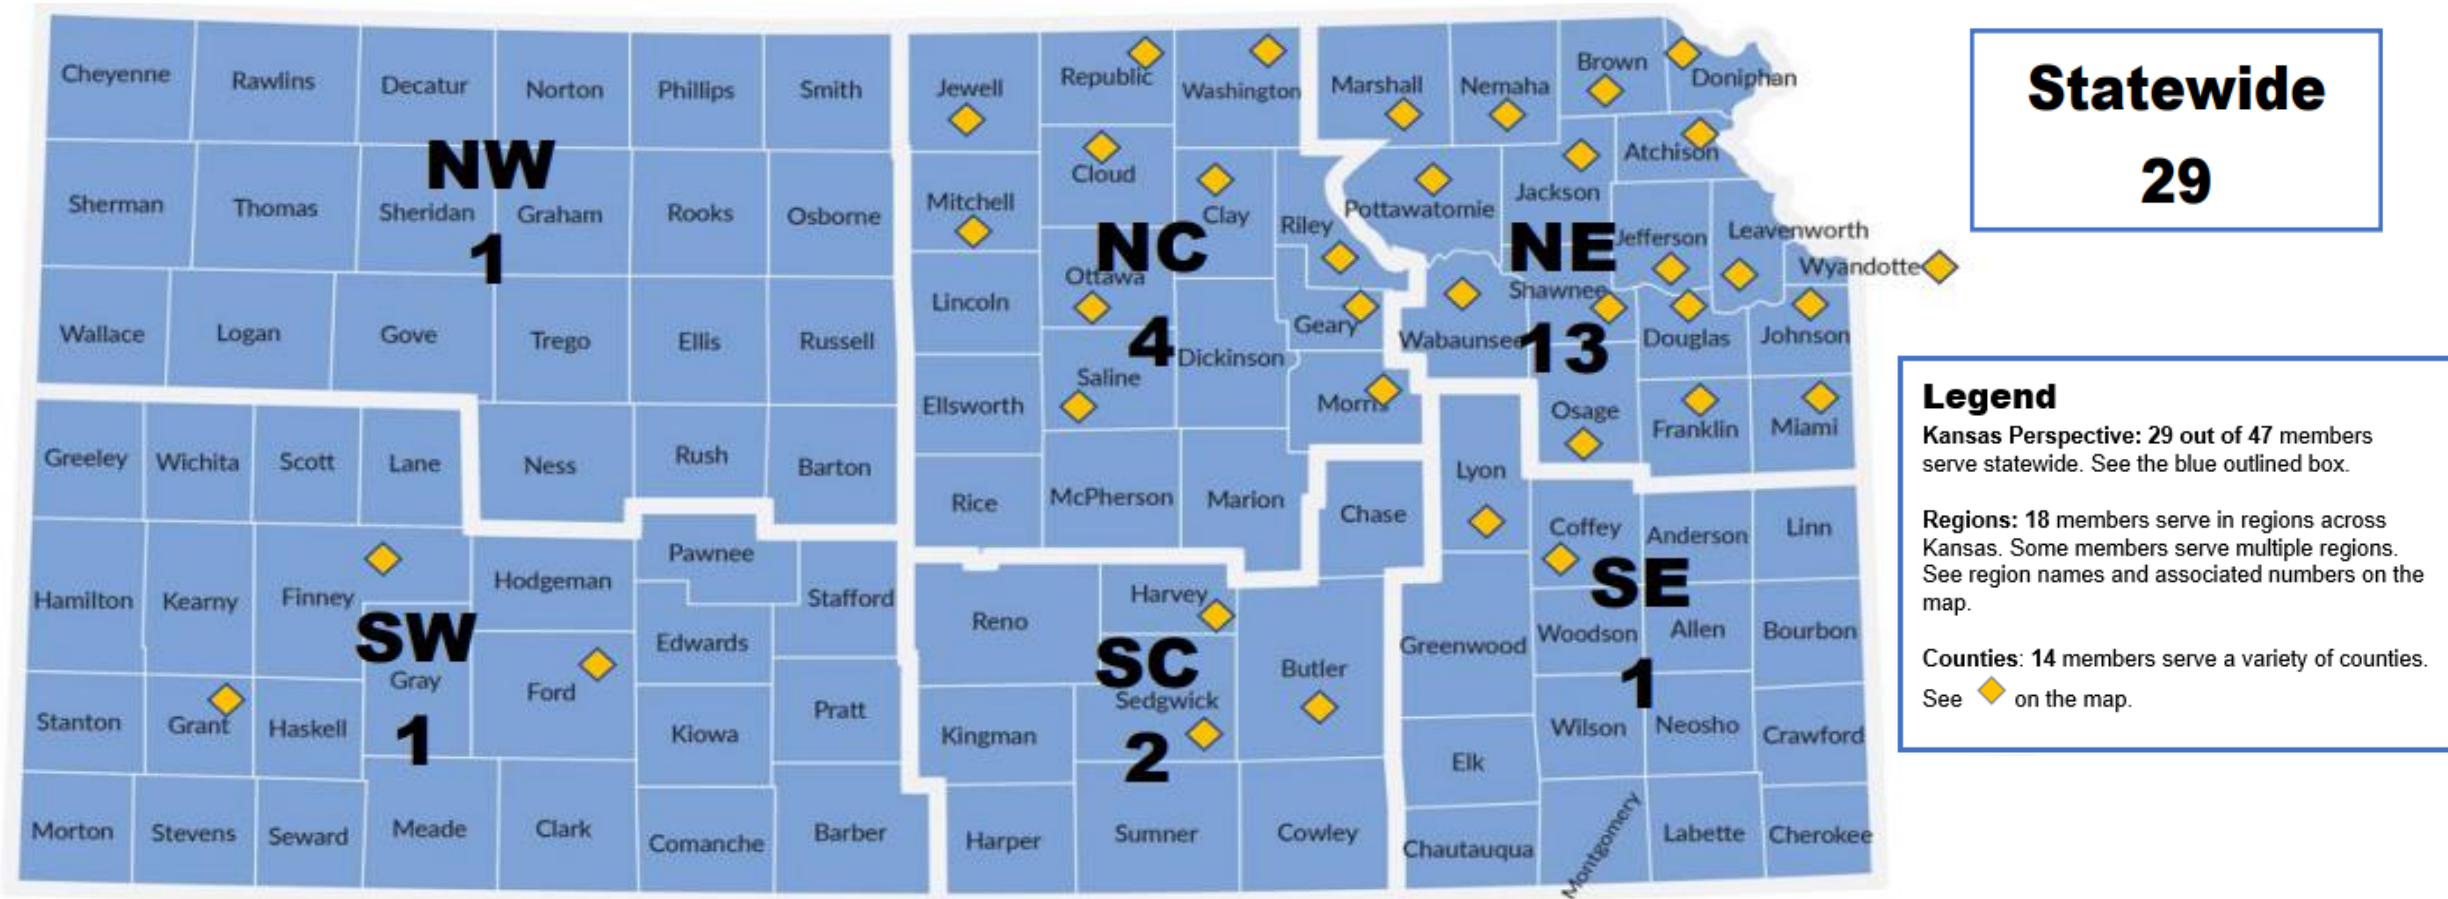 Cheyenne
Rawlins
Decatur
Norton
Phillips
Smith
Sherman
Thomas
Sheridan
Graham
Rooks
Osborne
NW
1
Wallace
Logan
Gove
Trego
Ellis
Russell
Greeley
Wichita
Scott
Lane
Ness
Rush
Barton
Hamilton
Kearny
Finney
Hodgeman
Pawnee
Stafford
Edwards
SW
1
Gray
Ford
Stanton
Grant
Haskell
Kiowa
Pratt
Morton
Stevens
Seward
Meade
Clark
Comanche
Barber
Jewell
Republic
Washington
Mitchell
Cloud
Clay
Riley
NC
4
Lincoln
Ottawa
Dickinson
Geary
Ellsworth
Saline
Morris
Rice
McPherson
Marion
Chase
Marshall
Nemaha
Brown
Doniphan
Atchison
Pottawatomie
Jackson
Jefferson
Leavenworth
Wyandotte
NE
13
Shawnee
Wabaunsee
Douglas
Johnson
Osage
Franklin
Miami
Reno
Harvey
Butler
SC
2
Sedgwick
Kingman
Harper
Sumner
Cowley
Lyon
Coffey
Anderson
Linn
SE
1
Greenwood
Woodson
Allen
Bourbon
Wilson
Neosho
Crawford
Elk
Chautauqua
Montgomery
Labette
Cherokee
Statewide
29
Legend
Kansas Perspective: 29 out of 47 members
serve statewide. See the blue outlined box.
Regions: 18 members serve in regions across
Kansas. Some members serve multiple regions.
See region names and associated numbers on the
map.
Counties: 14 members serve a variety of counties.
See on the map.